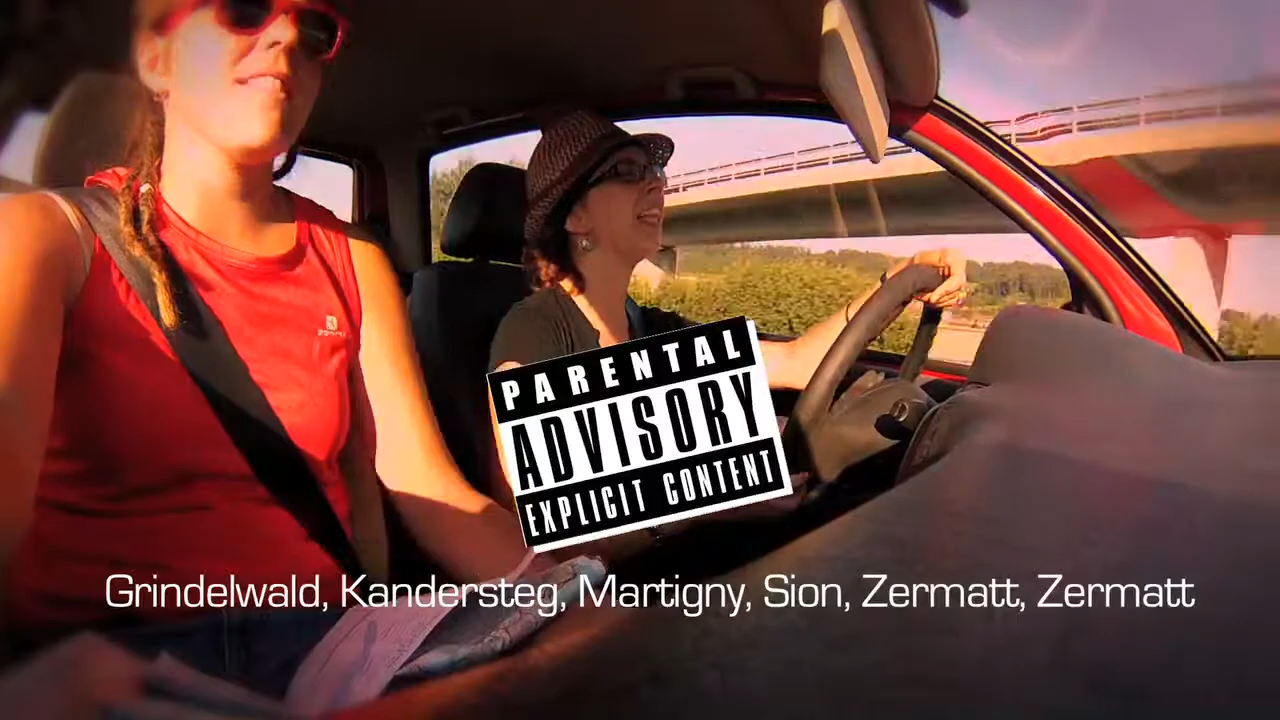 PARENTAL
ADVISORY
EXPLICIT CONTENT
Grindelwald, Kandersteg, Martigny, Sion, Zermatt, Zermatt